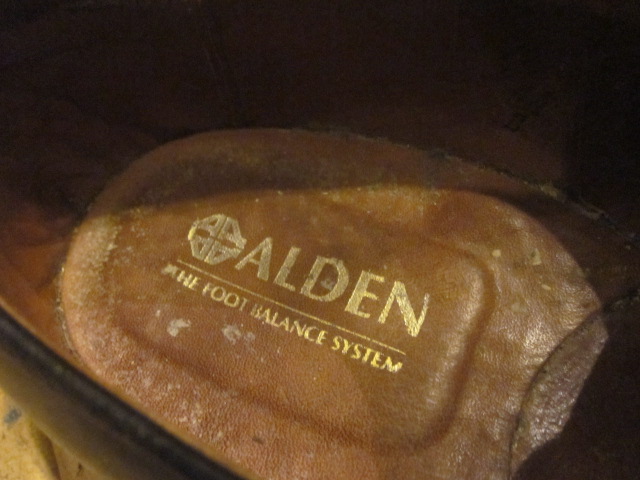 ALDEN
THE FOOT BALANCE SYSTEM